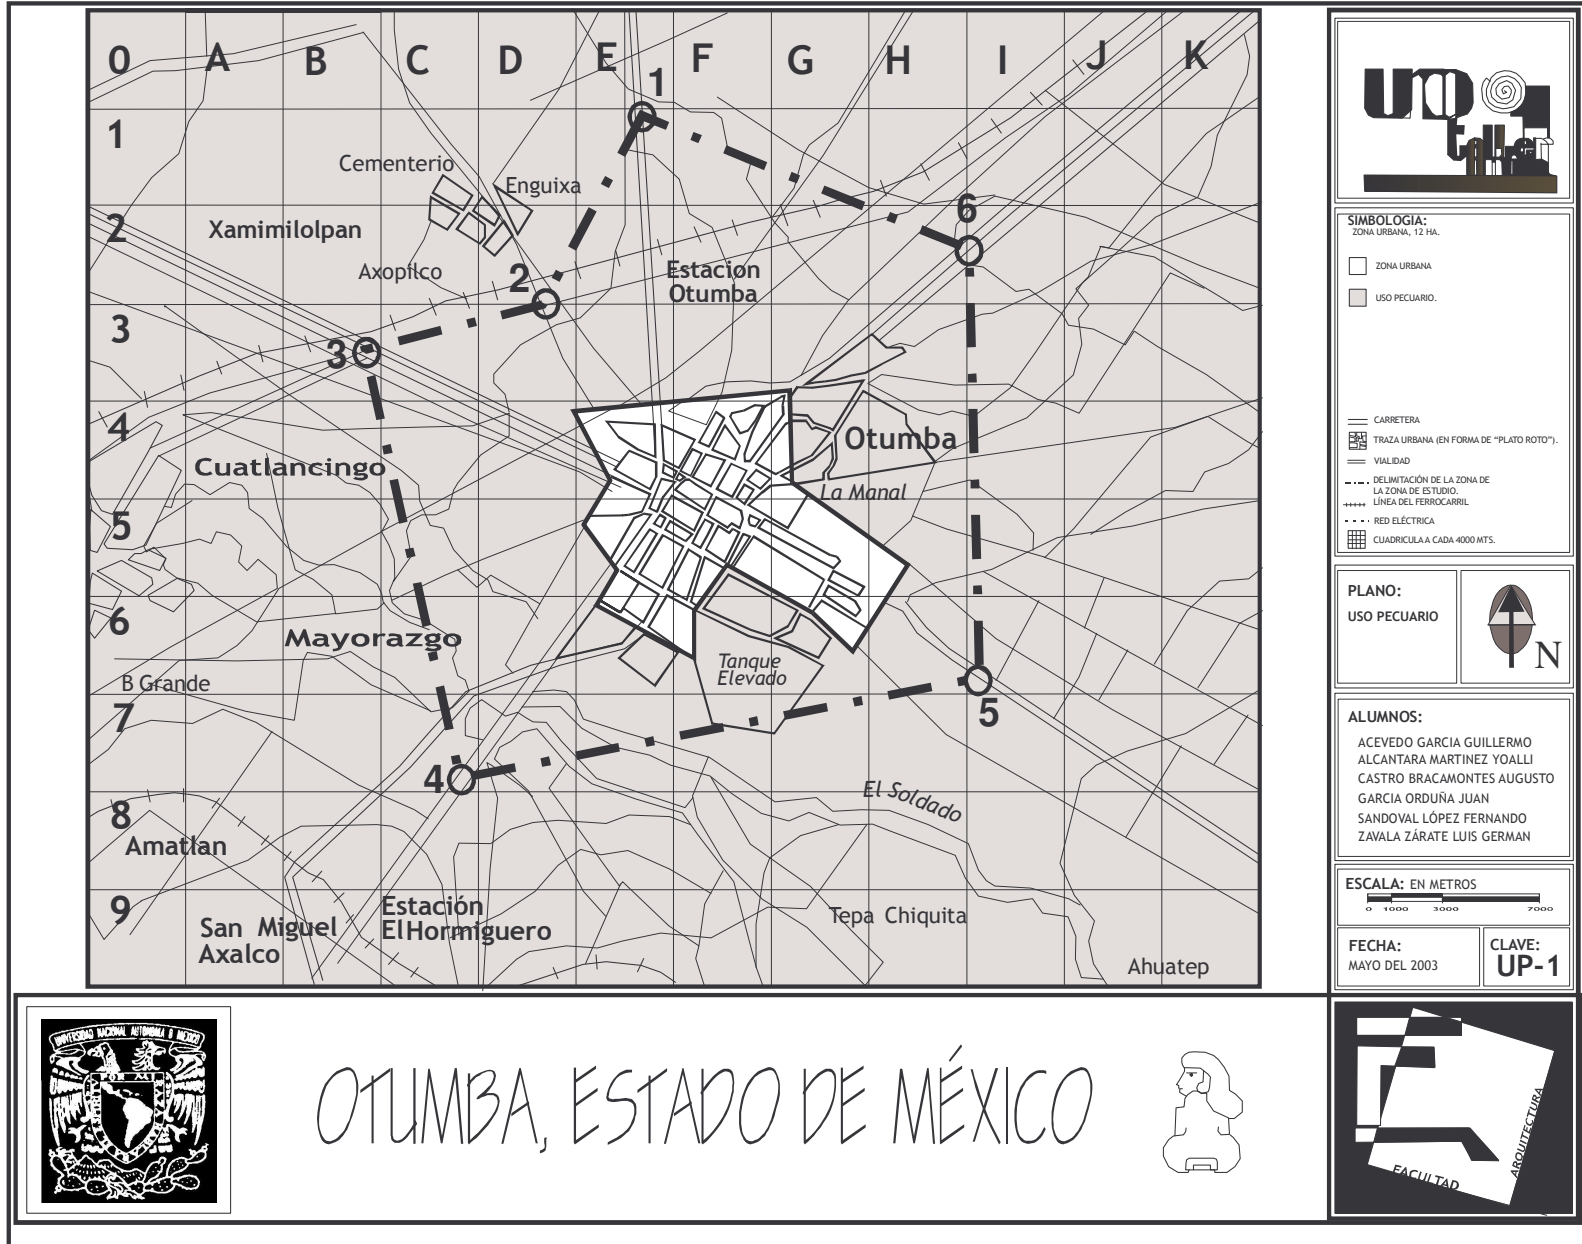 0 A B C D E F G H I J K
1
1
Cementerio
Enguixa
2
Xamimilolpan
6
Axopilco
2
Estacion
Otumba
3
3
4
Otumba
Cuatlancingo
La Manal
5
6
Mayorazgo
Tanque
Elevado
B Grande
7
5
4
El Soldado
8
Amatlan
9
Estación
El Hormiguero
San Miguel
Axalco
Tepa Chiquita
Ahuatep
UP
taller
SIMBOLOGIA:
ZONA URBANA, 12 HA.
ZONA URBANA
USO PECUARIO.
CARRETERA
TRAZA URBANA (EN FORMA DE “PLATO ROTO”).
VIALIDAD
DELIMITACIÓN DE LA ZONA DE
LA ZONA DE ESTUDIO.
LÍNEA DEL FERROCARRIL
RED ELÉCTRICA
CUADRICULA A CADA 4000 MTS.
PLANO:
USO PECUARIO
N
ALUMNOS:
ACEVEDO GARCIA GUILLERMO
ALCANTARA MARTINEZ YOALLI
CASTRO BRACAMONTES AUGUSTO
GARCIA ORDUÑA JUAN
SANDOVAL LÓPEZ FERNANDO
ZAVALA ZÁRATE LUIS GERMAN
ESCALA: EN METROS
0 1000 3000 7000
FECHA:
MAYO DEL 2003
CLAVE:
UP-1
OTUMBA, ESTADO DE MÉXICO
FACULTAD
ARQUITECTURA